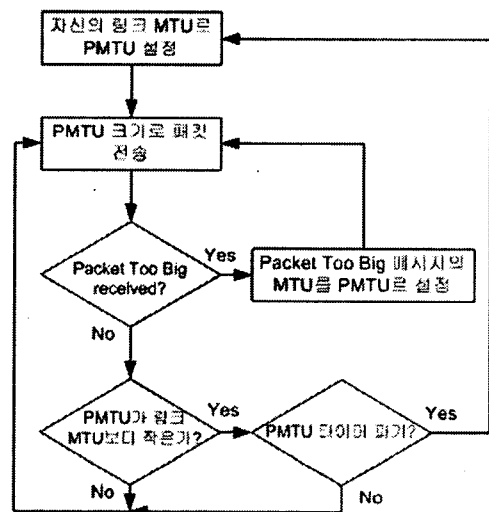 자신의 링크 MTU로
PMTU 설정
PMTU 크기로 패킷
전송
Packet Too Big
received?
Yes
Packet Too Big 메시지의
MTU를 PMTU로 설정
No
PMTU가 링크
MTU보다 작은가?
Yes
PMTU 타이머 만기?
Yes
No
No